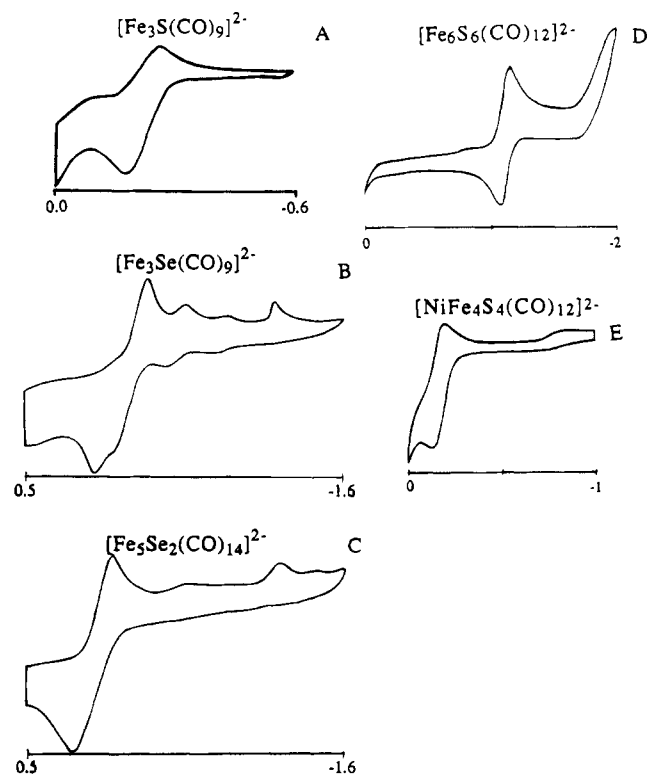 [Fe₃S(CO)₉]²⁻ A
0.0 -0.6
[Fe₃Se(CO)₉]²⁻ B
0.5 -1.6
[Fe₅Se₂(CO)₁₄]²⁻ C
0.5 -1.6
[Fe₆S₆(CO)₁₂]²⁻ D
0 -2
[NiFe₄S₄(CO)₁₂]²⁻
E
0 -1